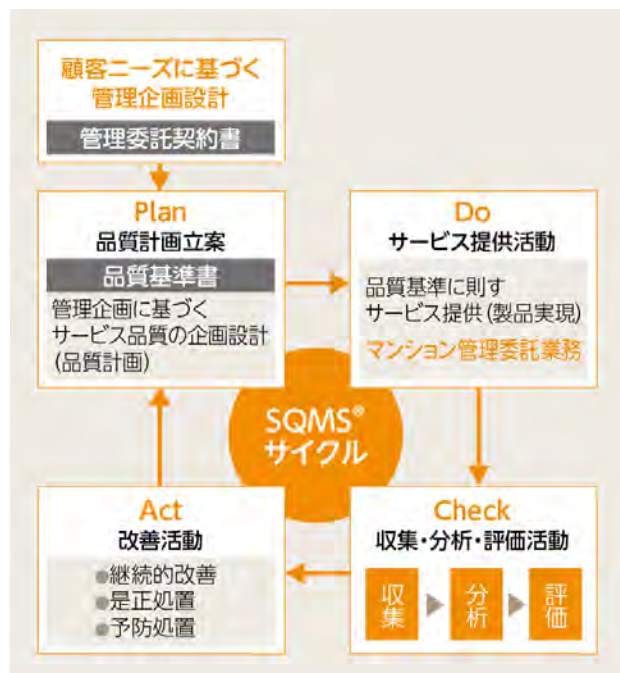 顧客ニーズに基づく
管理企画設計
管理委託契約書
Plan
品質計画立案
品質基準書
管理企画に基づく
サービス品質の企画設計
(品質計画)
Do
サービス提供活動
品質基準に則す
サービス提供(製品実現)
マンション管理委託業務
SQMS®
サイクル
Act
改善活動
●継続的改善
●是正処置
●予防処置
Check
収集・分析・評価活動
収集
分析
評価